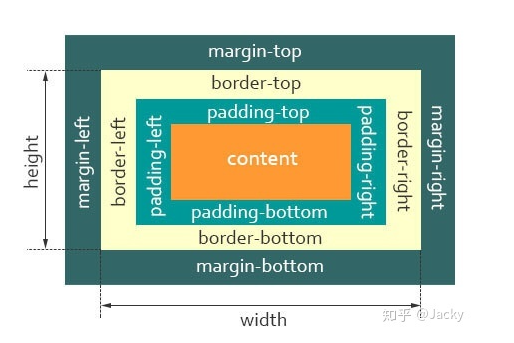 margin-top
border-top
padding-top
height
margin-left
border-left
padding-left
content
padding-right
border-right
margin-right
padding-bottom
border-bottom
margin-bottom
width
知乎 @Jacky